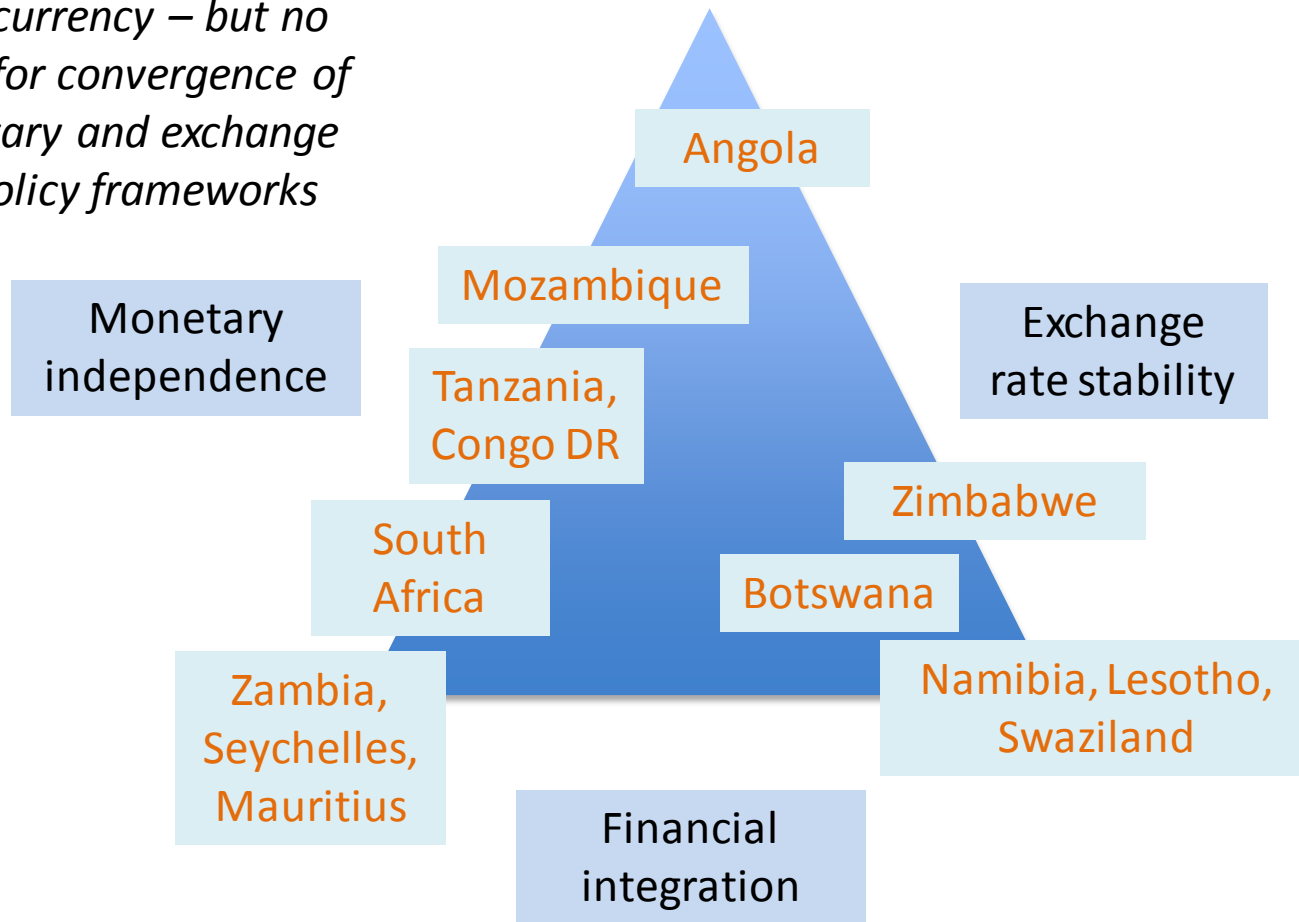 currency – but no
for convergence of
tary and exchange
olicy frameworks
Angola
Mozambique
Monetary
independence
Exchange
rate stability
Tanzania,
Congo DR
Zimbabwe
South
Africa
Botswana
Zambia,
Seychelles,
Mauritius
Namibia, Lesotho,
Swaziland
Financial
integration